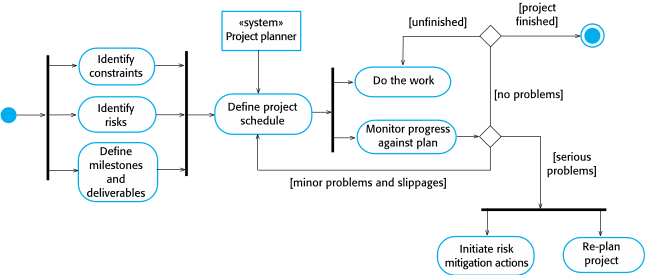 «system»
Project planner
[unfinished]
[project
finished]
Identify
constraints
Do the work
Identify
risks
Define project
schedule
[no problems]
Monitor progress
against plan
Define
milestones
and
deliverables
[serious
problems]
[minor problems and slippages]
Initiate risk
mitigation actions
Re-plan
project